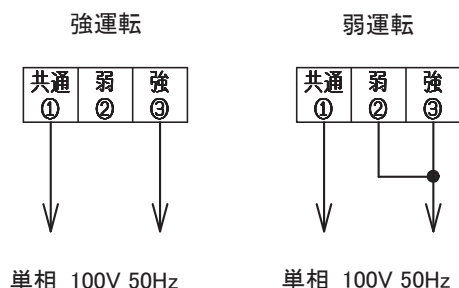 強運転
弱運転
共通 弱 強
① ② ③
共通 弱 強
① ② ③
単相 100V 50Hz
単相 100V 50Hz